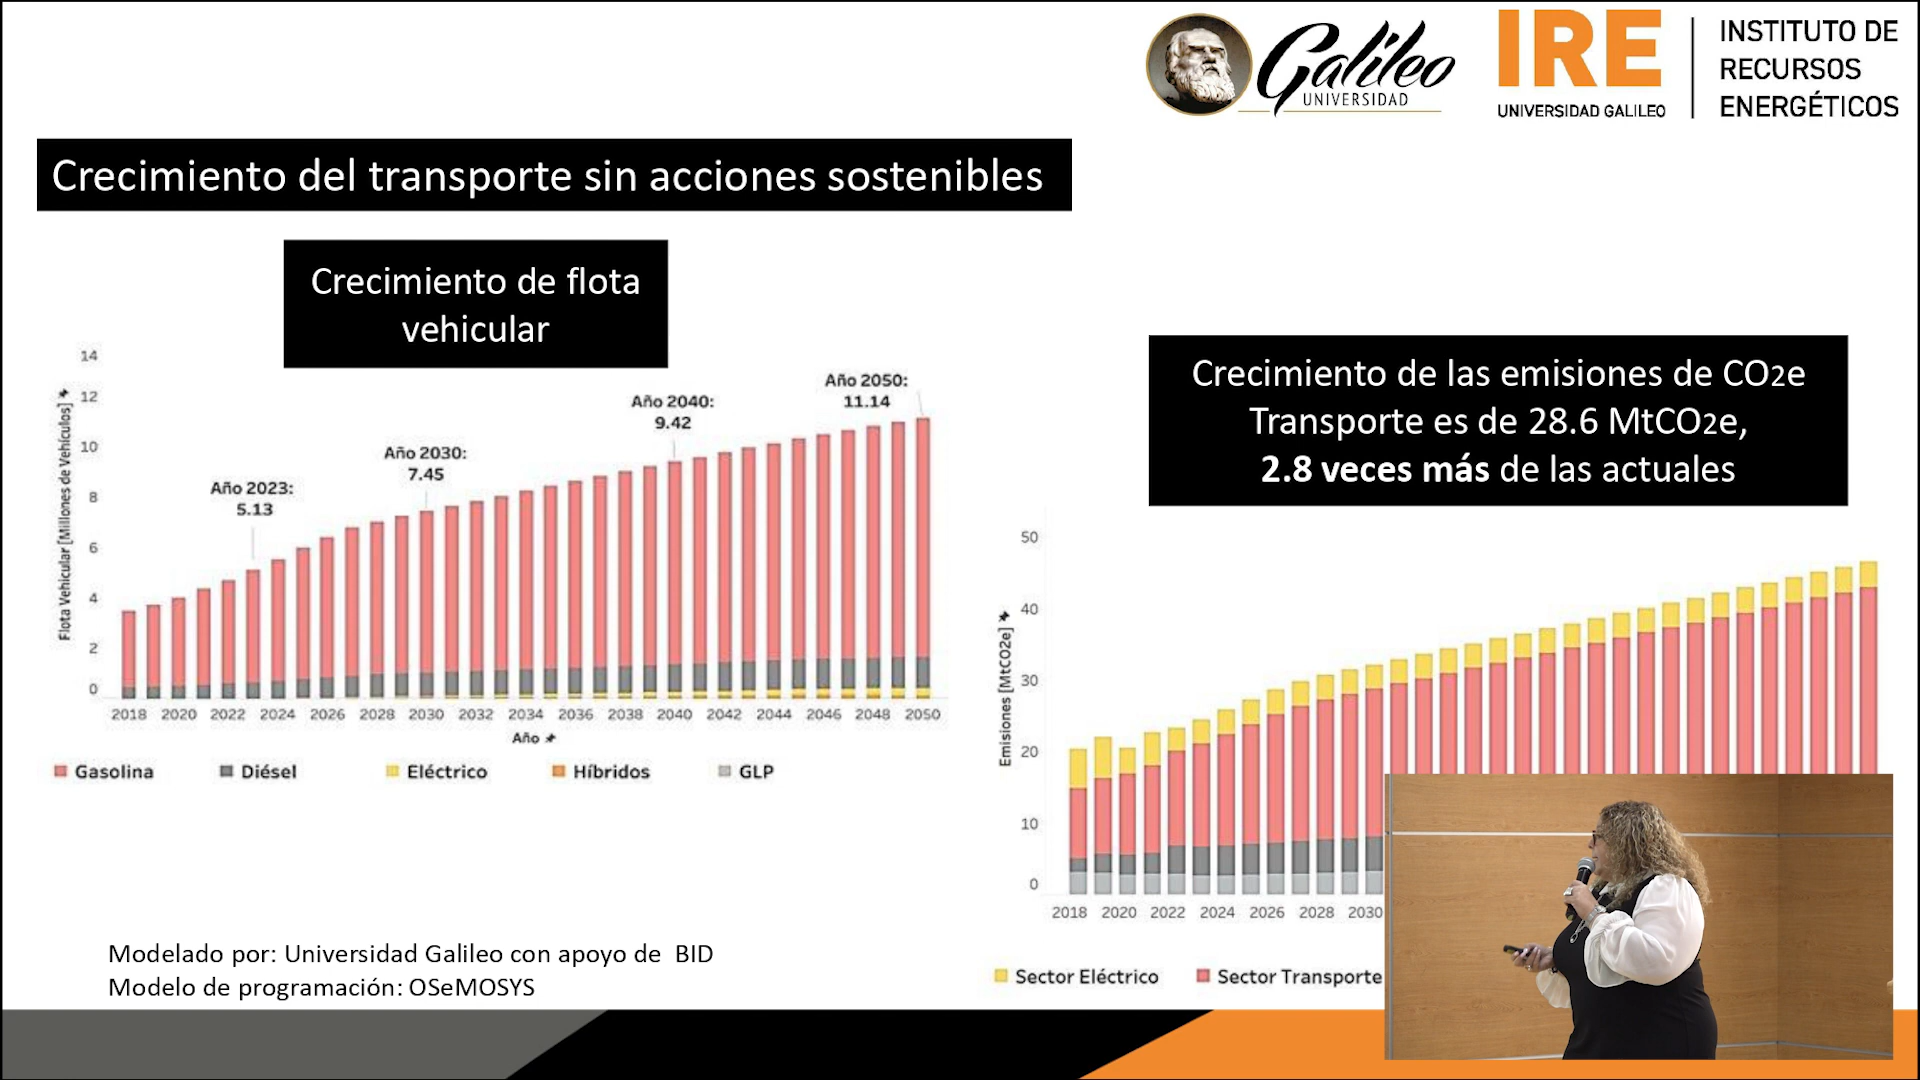 Galileo
UNIVERSIDAD
IRE
UNIVERSIDAD GALILEO
INSTITUTO DE
RECURSOS
ENERGÉTICOS
Crecimiento del transporte sin acciones sostenibles
Crecimiento de flota
vehicular
14
12
10
8
6
4
2
0
Flota Vehicular [Millones de Vehículos]
Año 2023:
5.13
Año 2030:
7.45
Año 2040:
9.42
Año 2050:
11.14
2018 2020 2022 2024 2026 2028 2030 2032 2034 2036 2038 2040 2042 2044 2046 2048 2050
Año
Gasolina Diésel Eléctrico Híbridos GLP
Crecimiento de las emisiones de CO2e
Transporte es de 28.6 MtCO2e,
2.8 veces más de las actuales
50
40
30
20
10
0
Emisiones [MtCO2e]
2018 2020 2022 2024 2026 2028 2030
Sector Eléctrico Sector Transporte
Modelado por: Universidad Galileo con apoyo de BID
Modelo de programación: OSeMOSYS